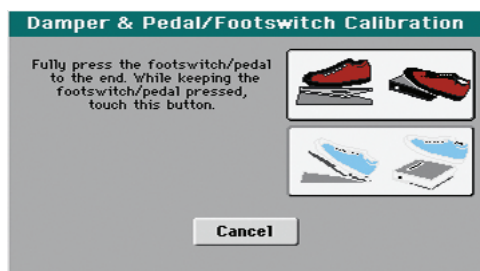 Damper & Pedal/Footswitch Calibration
Fully press the footswitch/pedal
to the end. While keeping the
footswitch/pedal pressed,
touch this button.
Cancel